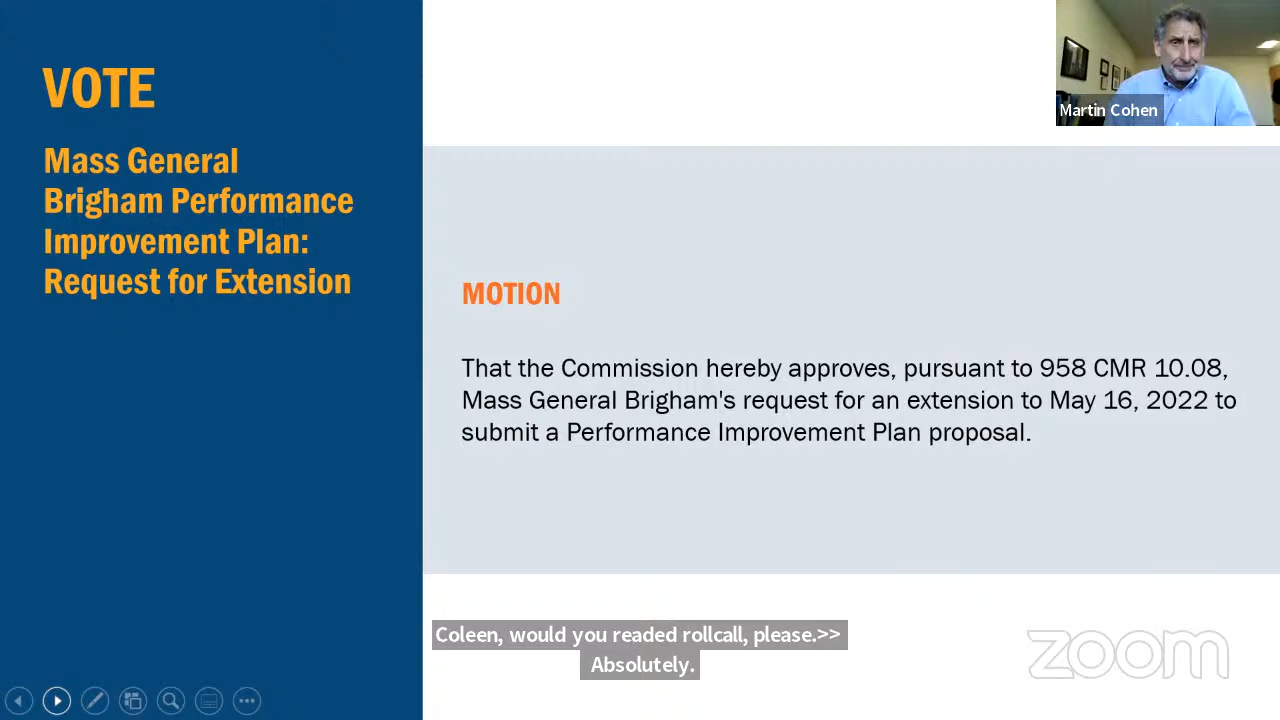 VOTE
Mass General
Brigham Performance
Improvement Plan:
Request for Extension
Martin Cohen
MOTION
That the Commission hereby approves, pursuant to 958 CMR 10.08,
Mass General Brigham's request for an extension to May 16, 2022 to
submit a Performance Improvement Plan proposal.
Coleen, would you readed rollcall, please.>>
Absolutely.
zoom